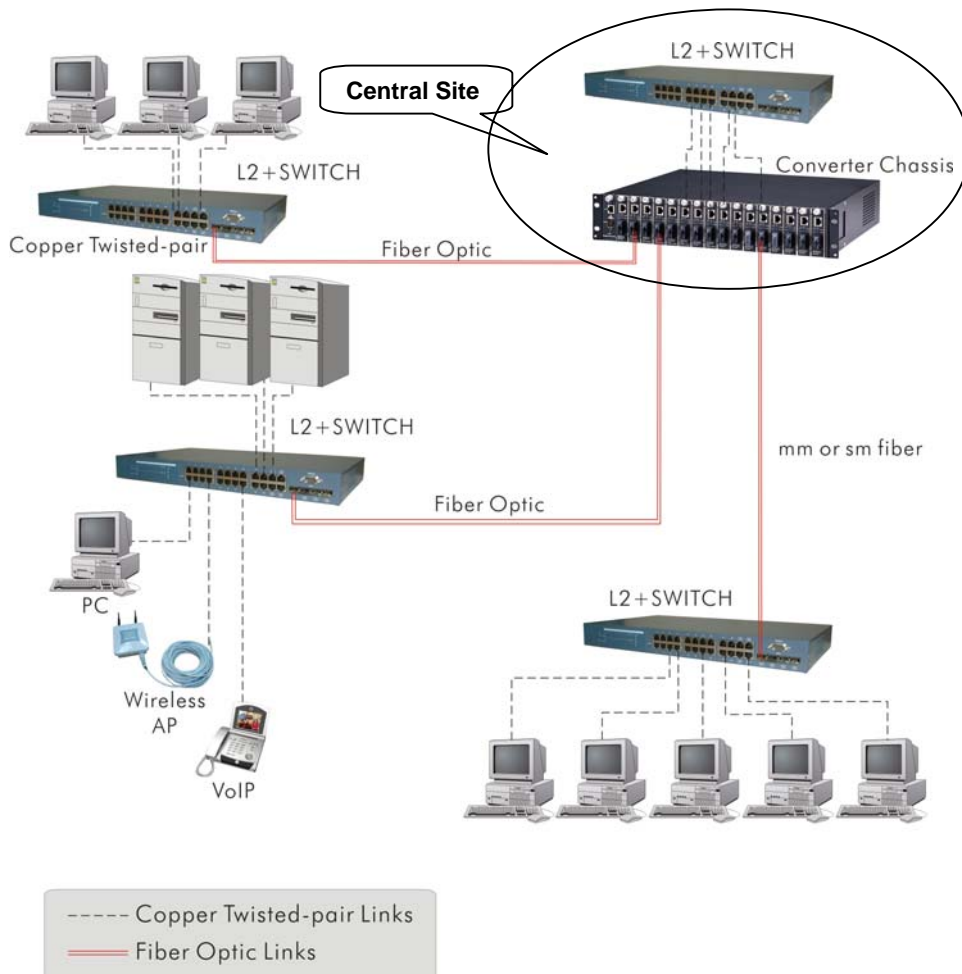 L2+SWITCH
Central Site
Converter Chassis
L2+SWITCH
Copper Twisted-pair
Fiber Optic
L2+SWITCH
mm or sm fiber
Fiber Optic
PC
L2+SWITCH
Wireless
AP
VoIP
Copper Twisted-pair Links
Fiber Optic Links